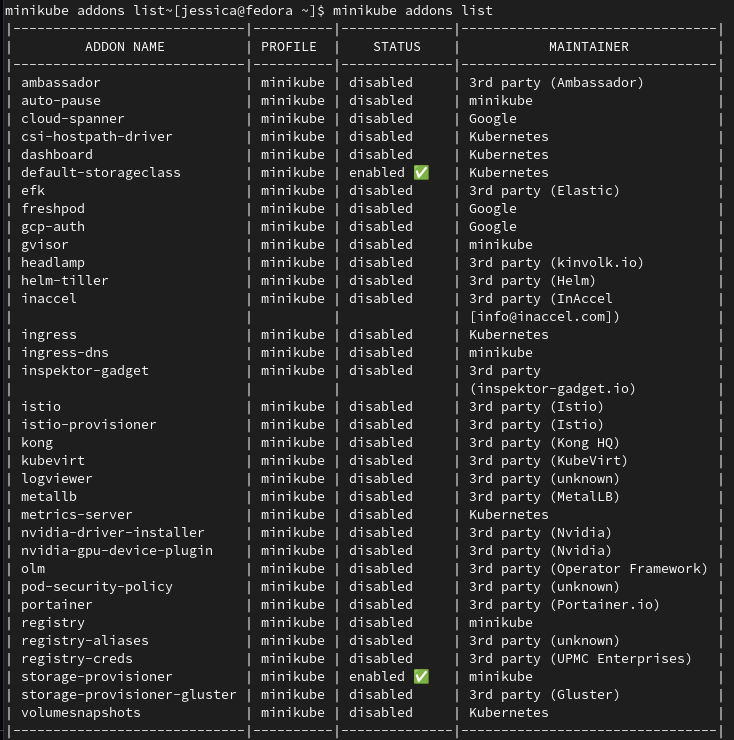 minikube addons list~[jessica@fedora ~]$ minikube addons list
|-----------------------------|----------|--------------|--------------------------------|
|         ADDON NAME          | PROFILE  |    STATUS    |           MAINTAINER           |
|-----------------------------|----------|--------------|--------------------------------|
| ambassador                  | minikube | disabled     | 3rd party (Ambassador)         |
| auto-pause                  | minikube | disabled     | minikube                       |
| cloud-spanner               | minikube | disabled     | Google                         |
| csi-hostpath-driver         | minikube | disabled     | Kubernetes                     |
| dashboard                   | minikube | disabled     | Kubernetes                     |
| default-storageclass        | minikube | enabled ✅   | Kubernetes                     |
| efk                         | minikube | disabled     | 3rd party (Elastic)            |
| freshpod                    | minikube | disabled     | Google                         |
| gcp-auth                    | minikube | disabled     | Google                         |
| gvisor                      | minikube | disabled     | minikube                       |
| headlamp                    | minikube | disabled     | 3rd party (kinvolk.io)         |
| helm-tiller                 | minikube | disabled     | 3rd party (Helm)               |
| inaccel                     | minikube | disabled     | 3rd party (InAccel             |
|                             |          |              | [info@inaccel.com])            |
| ingress                     | minikube | disabled     | Kubernetes                     |
| ingress-dns                 | minikube | disabled     | minikube                       |
| inspektor-gadget            | minikube | disabled     | 3rd party                      |
|                             |          |              | (inspektor-gadget.io)          |
| istio                       | minikube | disabled     | 3rd party (Istio)              |
| istio-provisioner           | minikube | disabled     | 3rd party (Istio)              |
| kong                        | minikube | disabled     | 3rd party (Kong HQ)            |
| kubevirt                    | minikube | disabled     | 3rd party (KubeVirt)           |
| logviewer                   | minikube | disabled     | 3rd party (unknown)            |
| metallb                     | minikube | disabled     | 3rd party (MetalLB)            |
| metrics-server              | minikube | disabled     | Kubernetes                     |
| nvidia-driver-installer     | minikube | disabled     | 3rd party (Nvidia)             |
| nvidia-gpu-device-plugin    | minikube | disabled     | 3rd party (Nvidia)             |
| olm                         | minikube | disabled     | 3rd party (Operator Framework) |
| pod-security-policy         | minikube | disabled     | 3rd party (unknown)            |
| portainer                   | minikube | disabled     | 3rd party (Portainer.io)       |
| registry                    | minikube | disabled     | minikube                       |
| registry-aliases            | minikube | disabled     | 3rd party (unknown)            |
| registry-creds              | minikube | disabled     | 3rd party (UPMC Enterprises)   |
| storage-provisioner         | minikube | enabled ✅   | minikube                       |
| storage-provisioner-gluster | minikube | disabled     | 3rd party (Gluster)            |
| volumesnapshots             | minikube | disabled     | Kubernetes                     |
|-----------------------------|----------|--------------|--------------------------------|